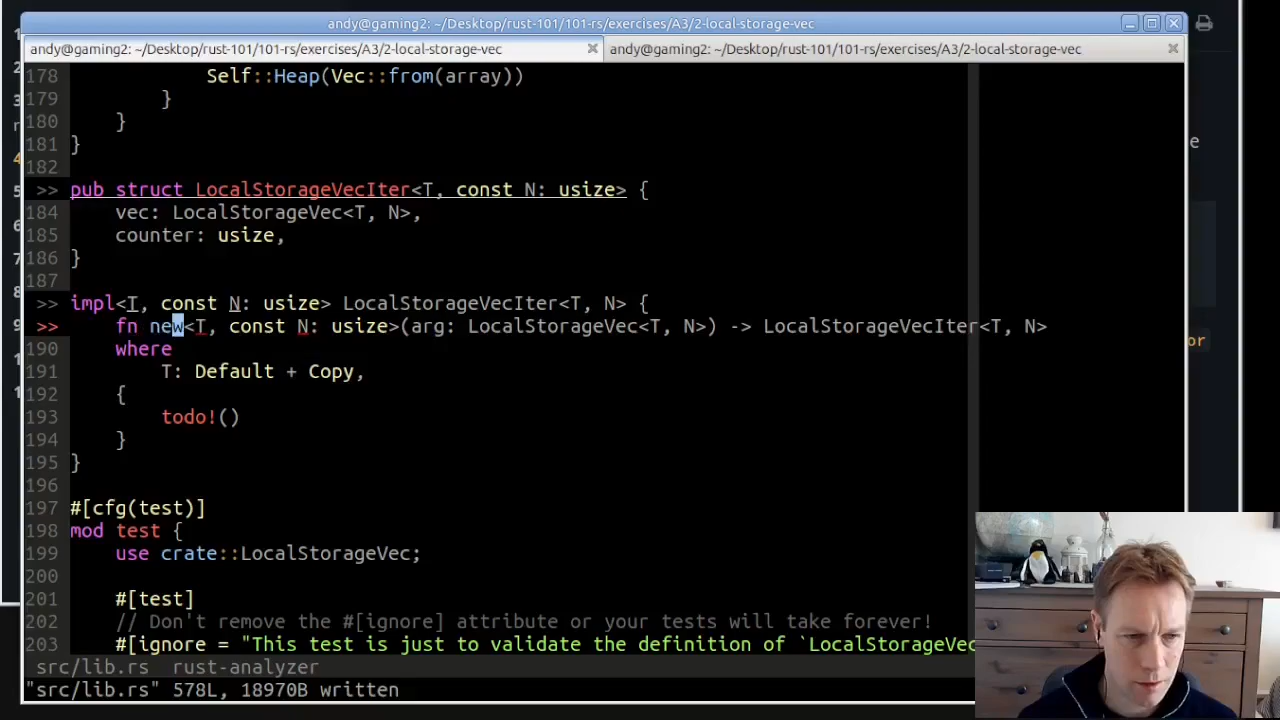 andy@gaming2: ~/Desktop/rust-101/101-rs/exercises/A3/2-local-storage-vec
andy@gaming2: ~/Desktop/rust-101/101-rs/exercises/A3/2-local-storage-vec
andy@gaming2: ~/Desktop/rust-101/101-rs/exercises/A3/2-local-storage-vec
178             Self::Heap(Vec::from(array))
179         }
180     }
181 }
182
>> pub struct LocalStorageVecIter<T, const N: usize> {
184     vec: LocalStorageVec<T, N>,
185     counter: usize,
186 }
187
>> impl<T, const N: usize> LocalStorageVecIter<T, N> {
>>     fn new<T, const N: usize>(arg: LocalStorageVec<T, N>) -> LocalStorageVecIter<T, N>
190     where
191         T: Default + Copy,
192     {
193         todo!()
194     }
195 }
196
197 #[cfg(test)]
198 mod test {
199     use crate::LocalStorageVec;
200
201     #[test]
202     // Don't remove the #[ignore] attribute or your tests will take forever!
203     #[ignore = "This test is just to validate the definition of `LocalStorageVec
src/lib.rs  rust-analyzer
"src/lib.rs" 578L, 18970B written